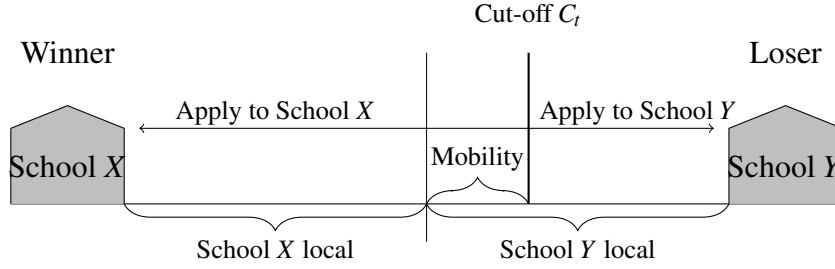 Cut-off C_t
Winner
Loser
Apply to School X
Apply to School Y
School X
Mobility
School Y
School X local
School Y local